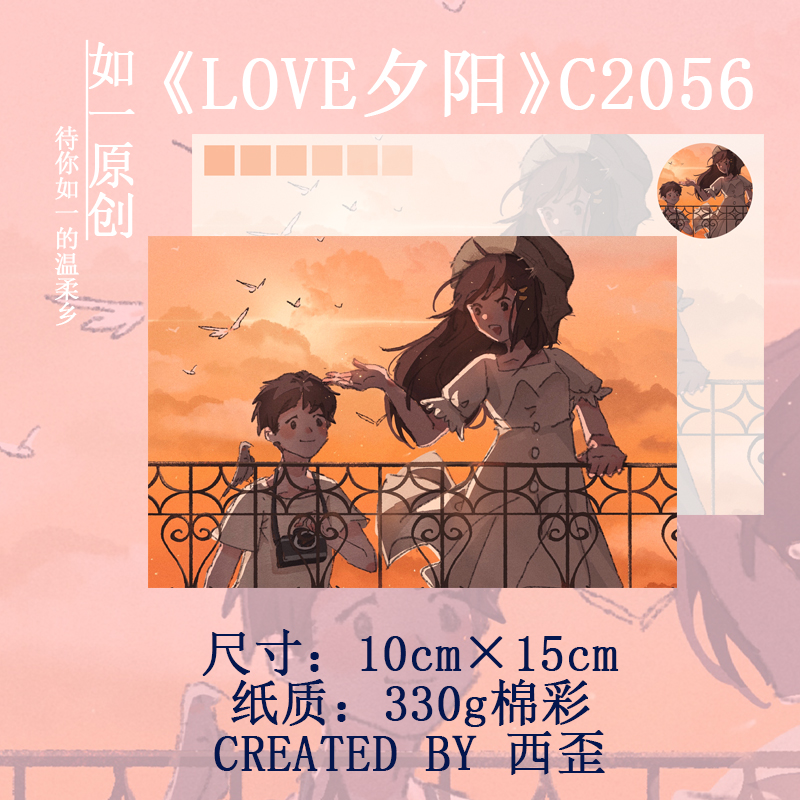 《LOVE夕阳》C2056
如一原创
待你如一的温柔乡
尺寸：10cm×15cm
纸质：330g棉彩
CREATED BY 西歪